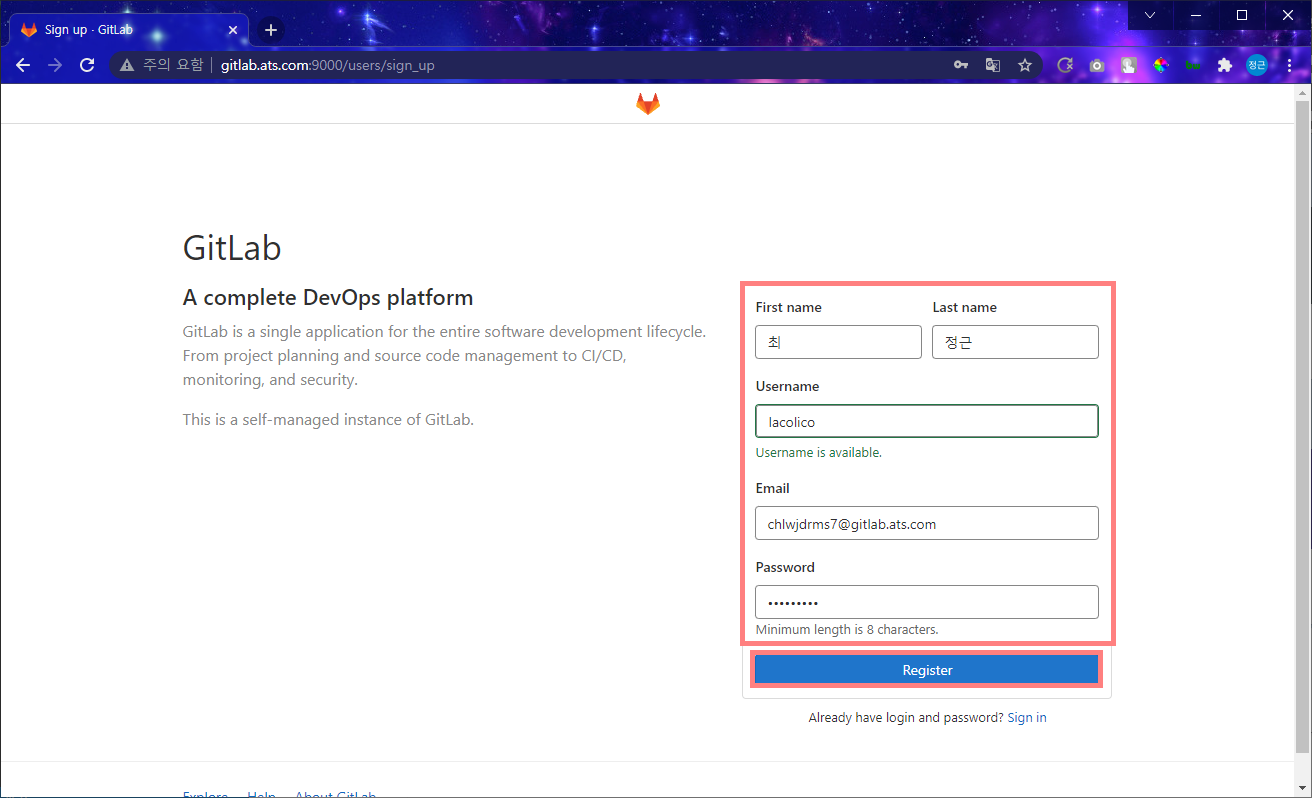 Sign up · GitLab
주의 요함 gitlab.ats.com:9000/users/sign_up
정근
GitLab
A complete DevOps platform
GitLab is a single application for the entire software development lifecycle.
From project planning and source code management to CI/CD,
monitoring, and security.
This is a self-managed instance of GitLab.
First name Last name
최 정근
Username
lacolico
Username is available.
Email
chlwjdrms7@gitlab.ats.com
Password
•••••••••
Minimum length is 8 characters.
Register
Already have login and password? Sign in
Explore Help About GitLab